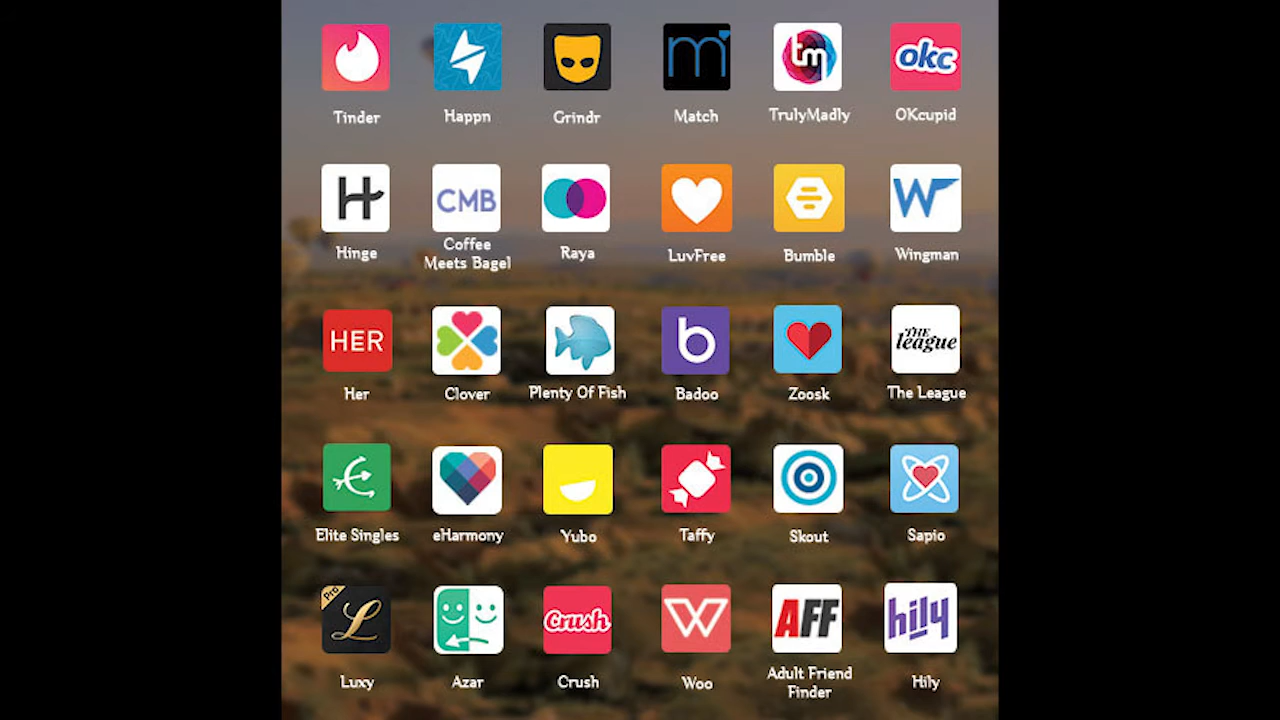 tm
okc
Tinder
Happn
Grindr
Match
TrulyMadly
OKcupid
H
CMB
W
Hinge
Coffee
Meets Bagel
Raya
LuvFree
Bumble
Wingman
HER
b
THE
league
Her
Clover
Plenty Of Fish
Badoo
Zoosk
The League
Elite Singles
eHarmony
Yubo
Taffy
Skout
Sapio
Pro
L
Crush
W
AFF
hily
Luxy
Azar
Crush
Woo
Adult Friend
Finder
Hily